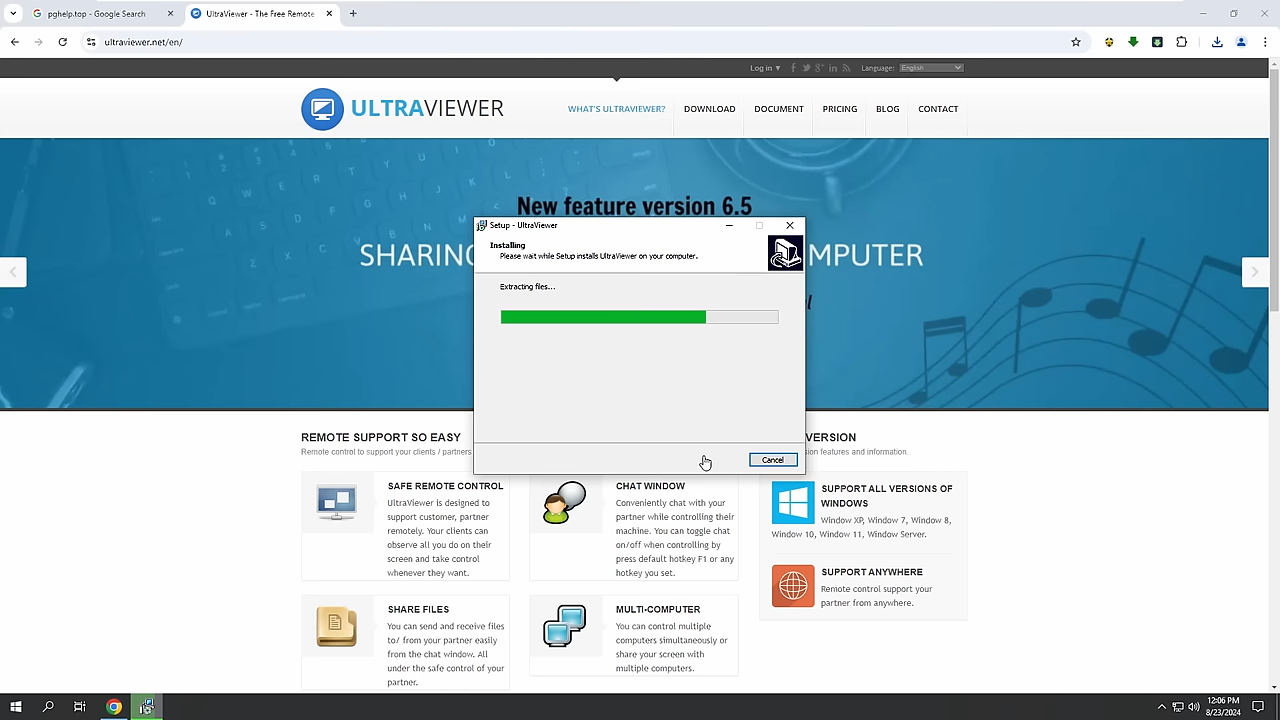 pghelp.top - Google Search
UltraViewer - The Free Remote
ultraviewer.net/en/
Log in ▼
Language:
English
ULTRAVIEWER
WHAT'S ULTRAVIEWER?
DOWNLOAD
DOCUMENT
PRICING
BLOG
CONTACT
New feature version 6.5
SHARING
MPUTER
Setup - UltraViewer
Installing
Please wait while Setup installs UltraViewer on your computer.
Extracting files...
Cancel
REMOTE SUPPORT SO EASY
Remote control to support your clients / partners
VERSION
features and information.
SAFE REMOTE CONTROL
UltraViewer is designed to
support customer, partner
remotely. Your clients can
observe all you do on their
screen and take control
whenever they want.
CHAT WINDOW
Conveniently chat with your
partner while controlling their
machine. You can toggle chat
on/off when controlling by
press default hotkey F1 or any
hotkey you set.
SUPPORT ALL VERSIONS OF
WINDOWS
Window XP, Window 7, Window 8,
Window 10, Window 11, Window Server.
SUPPORT ANYWHERE
Remote control support your
partner from anywhere.
SHARE FILES
You can send and receive files
to/ from your partner easily
from the chat window. All
under the safe control of your
partner.
MULTI-COMPUTER
You can control multiple
computers simultaneously or
share your screen with
multiple computers.
12:06 PM
8/23/2024